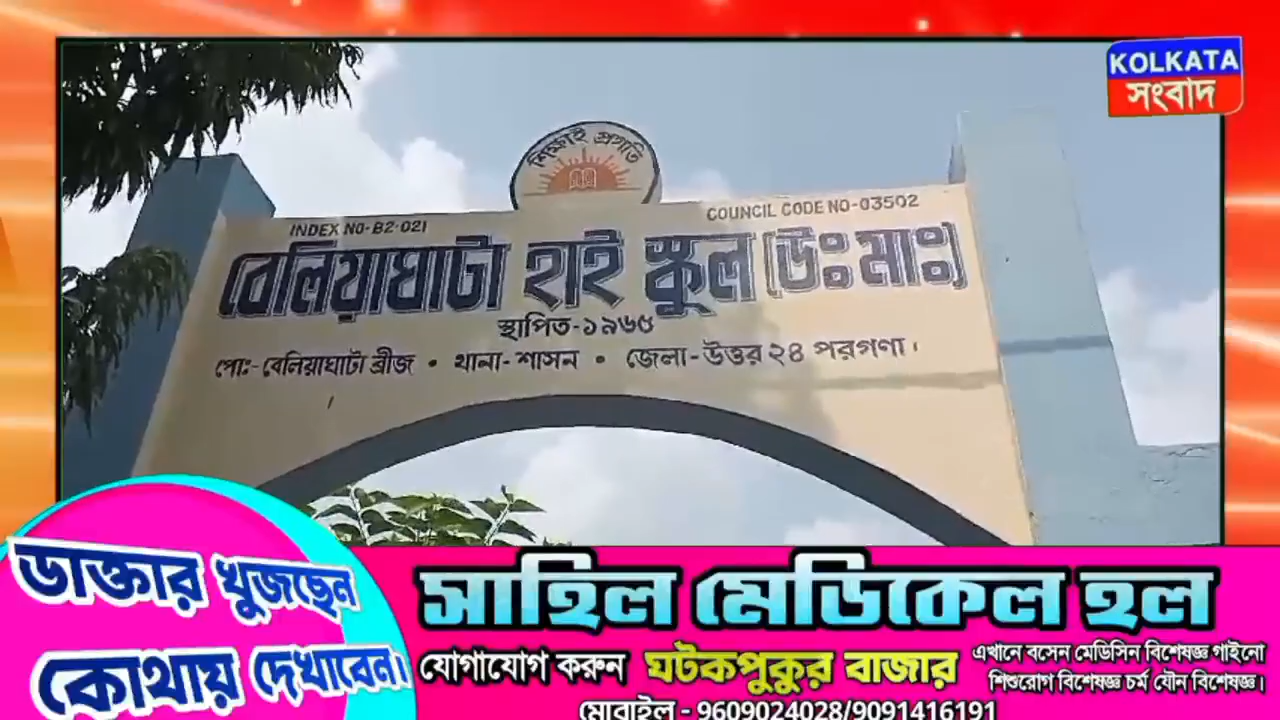 KOLKATA
সংবাদ
শিক্ষাই প্রগতি
INDEX NO-B2-021
COUNCIL CODE NO-03502
বেলিয়াঘাটা হাই স্কুল (উঃ মাঃ)
স্থাপিত-১৯৬৫
পোঃ-বেলিয়াঘাটা ব্রীজ • থানা-শাসন • জেলা-উত্তর ২৪ পরগণা।
ডাক্তার খুজছেন
কোথায় দেখাবেন।
সাহিল মেডিকেল হল
যোগাযোগ করুন ঘটকপুকুর বাজার
এখানে বসেন মেডিসিন বিশেষজ্ঞ গাইনো
শিশুরোগ বিশেষজ্ঞ চর্ম যৌন বিশেষজ্ঞ।
মোবাইল - 9609024028/9091416191